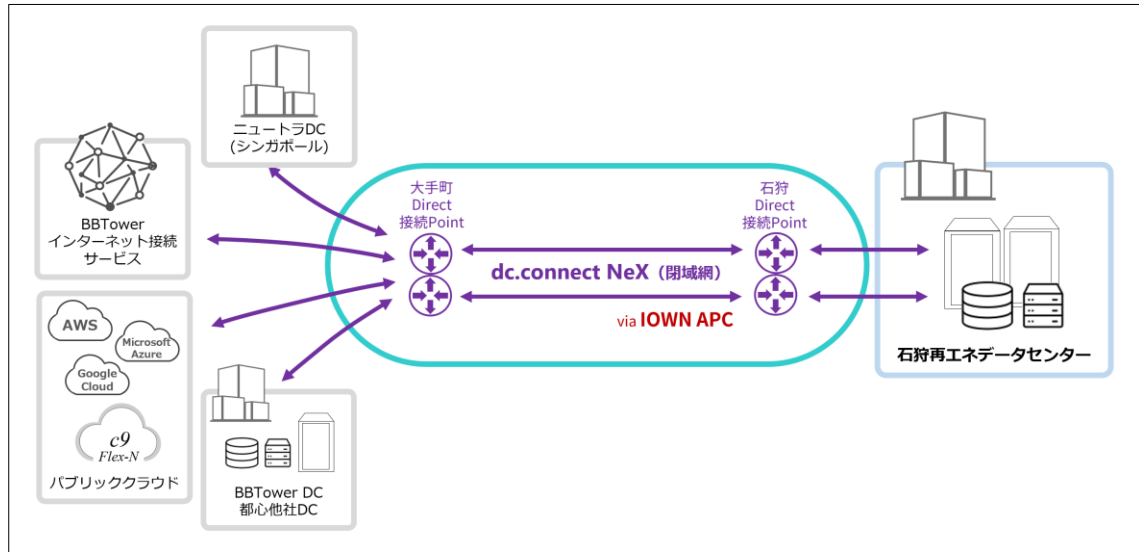 ニュートラDC
(シンガポール)
BBTower
インターネット接続
サービス
AWS
Microsoft
Azure
Google
Cloud
c9
Flex-N
パブリッククラウド
BBTower DC
都心他社DC
大手町
Direct
接続Point
石狩
Direct
接続Point
dc.connect NeX（閉域網）
via IOWN APC
石狩再エネデータセンター